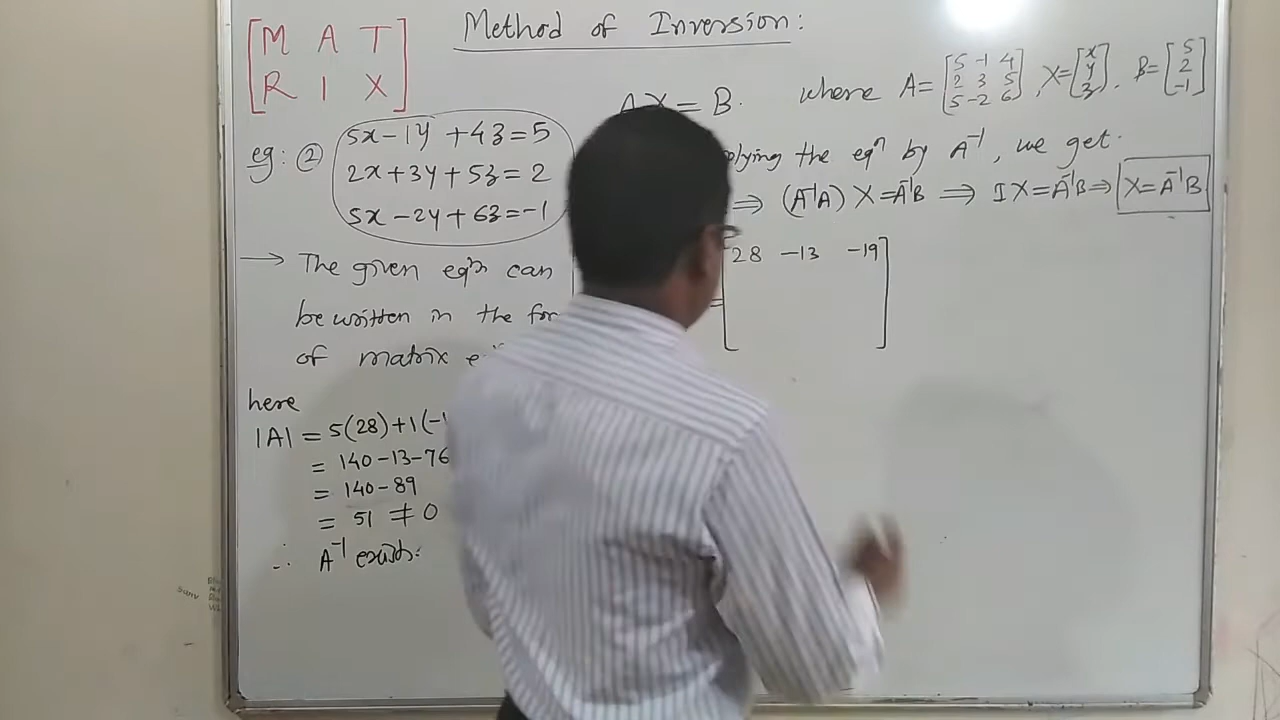 [M A T
R I X]
Method of Inversion:
eg: ②
5x-1y+4z=5
2x+3y+5z=2
5x-2y+6z=-1
→ The given eqⁿs can
be written in the
of matrix
here
|A| = 5(28)+1(-1
= 140-13-76
= 140-89
= 51 ≠ 0
∴ A⁻¹ exists.
AX = B. where A = [5 -1 4; 2 3 5; 5 -2 6], X = [x; y; z], B = [5; 2; -1]
the eqⁿ by A⁻¹, we get.
⇒ (A⁻¹A) X = A⁻¹B ⇒ IX = A⁻¹B ⇒ X = A⁻¹B
= [28 -13 -19]